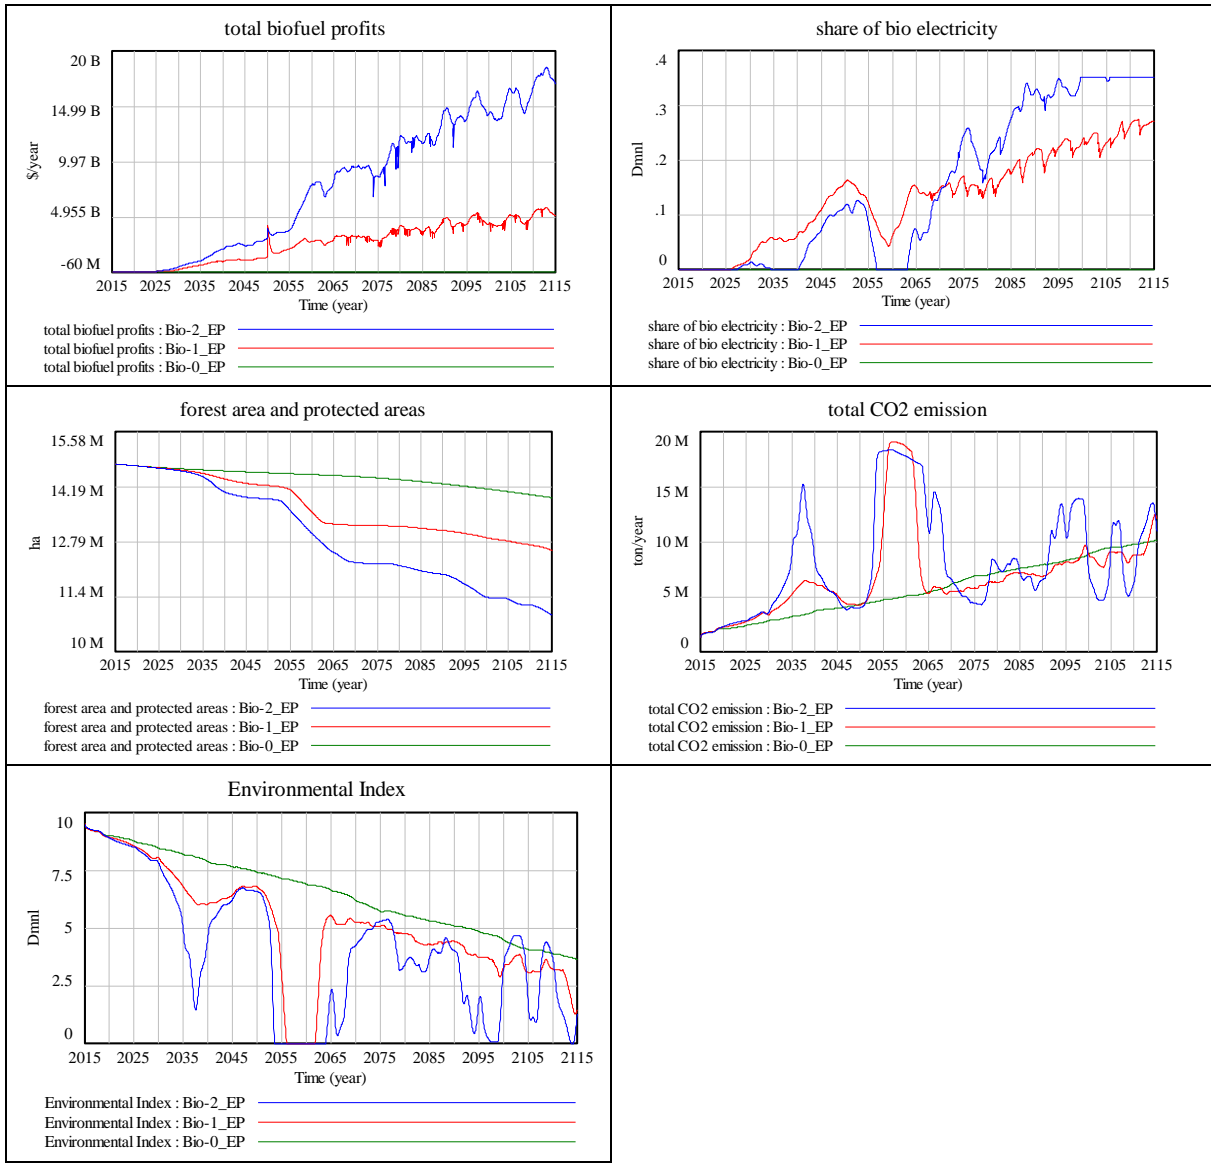 total biofuel profits
20 B
14.99 B
9.97 B
4.955 B
-60 M
$/year
2015 2025 2035 2045 2055 2065 2075 2085 2095 2105 2115
Time (year)
total biofuel profits : Bio-2_EP
total biofuel profits : Bio-1_EP
total biofuel profits : Bio-0_EP
share of bio electricity
.4
.3
.2
.1
0
Dmnl
2015 2025 2035 2045 2055 2065 2075 2085 2095 2105 2115
Time (year)
share of bio electricity : Bio-2_EP
share of bio electricity : Bio-1_EP
share of bio electricity : Bio-0_EP
forest area and protected areas
15.58 M
14.19 M
12.79 M
11.4 M
10 M
ha
2015 2025 2035 2045 2055 2065 2075 2085 2095 2105 2115
Time (year)
forest area and protected areas : Bio-2_EP
forest area and protected areas : Bio-1_EP
forest area and protected areas : Bio-0_EP
total CO2 emission
20 M
15 M
10 M
5 M
0
ton/year
2015 2025 2035 2045 2055 2065 2075 2085 2095 2105 2115
Time (year)
total CO2 emission : Bio-2_EP
total CO2 emission : Bio-1_EP
total CO2 emission : Bio-0_EP
Environmental Index
10
7.5
5
2.5
0
Dmnl
2015 2025 2035 2045 2055 2065 2075 2085 2095 2105 2115
Time (year)
Environmental Index : Bio-2_EP
Environmental Index : Bio-1_EP
Environmental Index : Bio-0_EP